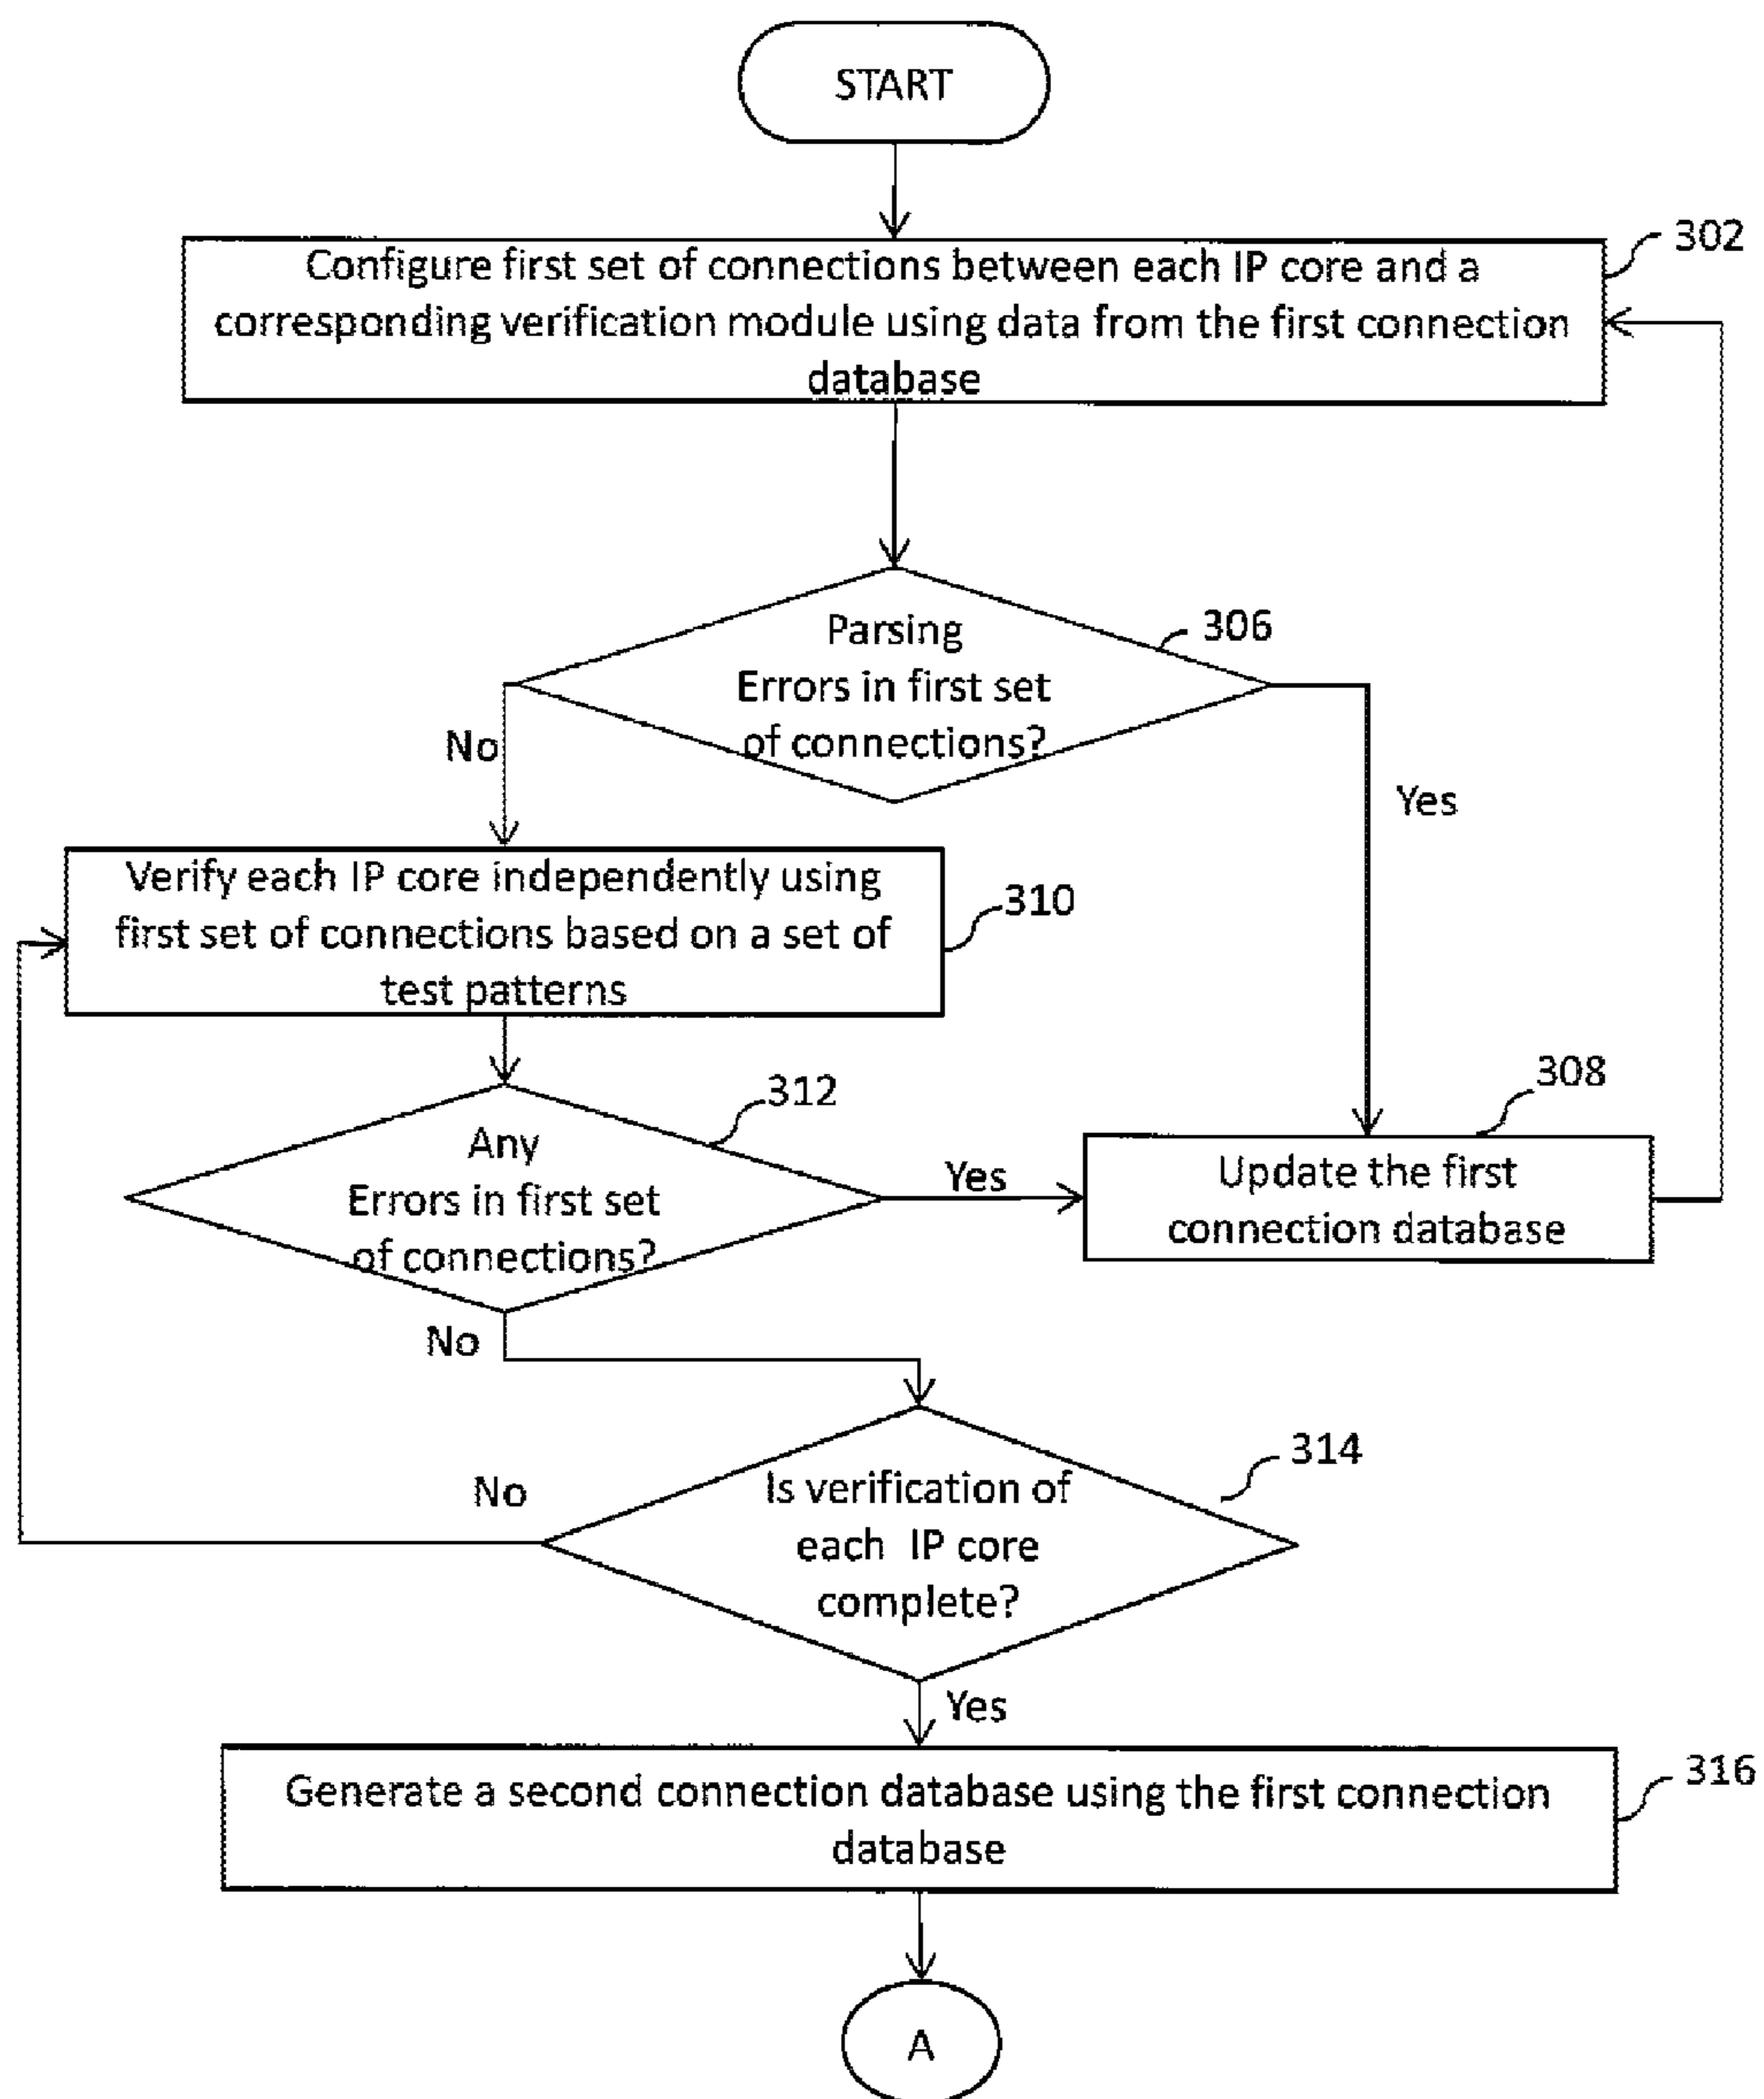 START
Configure first set of connections between each IP core and a
corresponding verification module using data from the first connection
database
302
Parsing
Errors in first set
of connections?
306
No
Yes
Verify each IP core independently using
first set of connections based on a set of
test patterns
310
Any
Errors in first set
of connections?
312
Yes
Update the first
connection database
308
No
Is verification of
each IP core
complete?
314
No
Yes
Generate a second connection database using the first connection
database
316
A